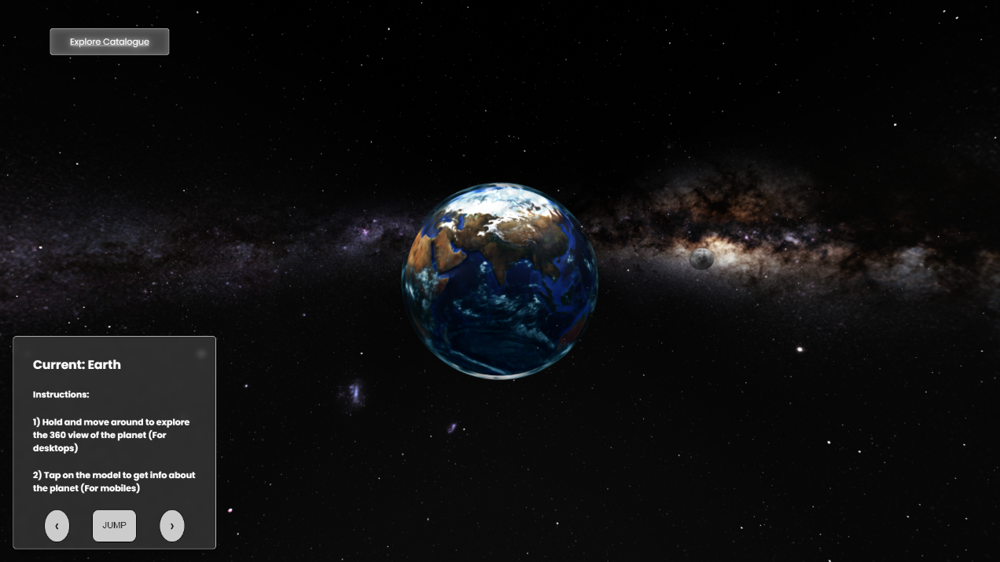 Explore Catalogue
Current: Earth
Instructions:
1) Hold and move around to explore
the 360 view of the planet (For
desktops)
2) Tap on the model to get info about
the planet (For mobiles)
‹
JUMP
›